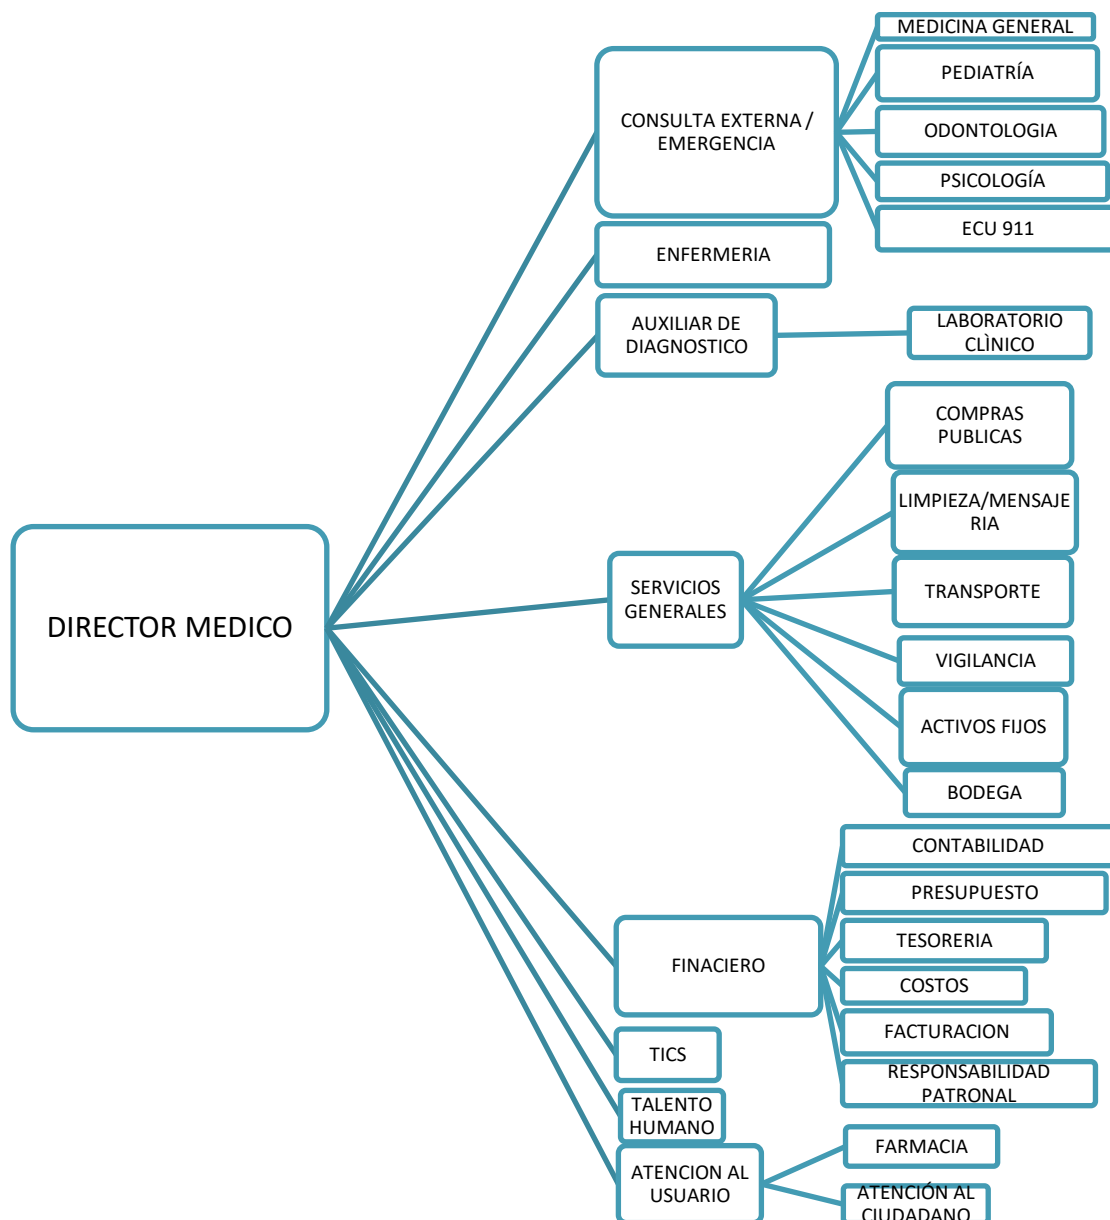 DIRECTOR MEDICO
CONSULTA EXTERNA /
EMERGENCIA
MEDICINA GENERAL
PEDIATRÍA
ODONTOLOGIA
PSICOLOGÍA
ECU 911
ENFERMERIA
AUXILIAR DE
DIAGNOSTICO
LABORATORIO
CLÌNICO
SERVICIOS
GENERALES
COMPRAS
PUBLICAS
LIMPIEZA/MENSAJE
RIA
TRANSPORTE
VIGILANCIA
ACTIVOS FIJOS
BODEGA
FINACIERO
CONTABILIDAD
PRESUPUESTO
TESORERIA
COSTOS
FACTURACION
RESPONSABILIDAD
PATRONAL
TICS
TALENTO
HUMANO
ATENCION AL
USUARIO
FARMACIA
ATENCIÓN AL
CIUDADANO